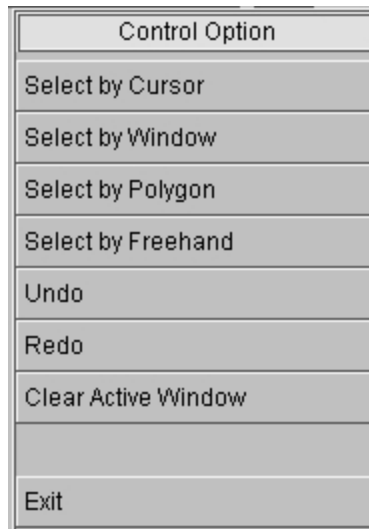 Control Option
Select by Cursor
Select by Window
Select by Polygon
Select by Freehand
Undo
Redo
Clear Active Window
Exit